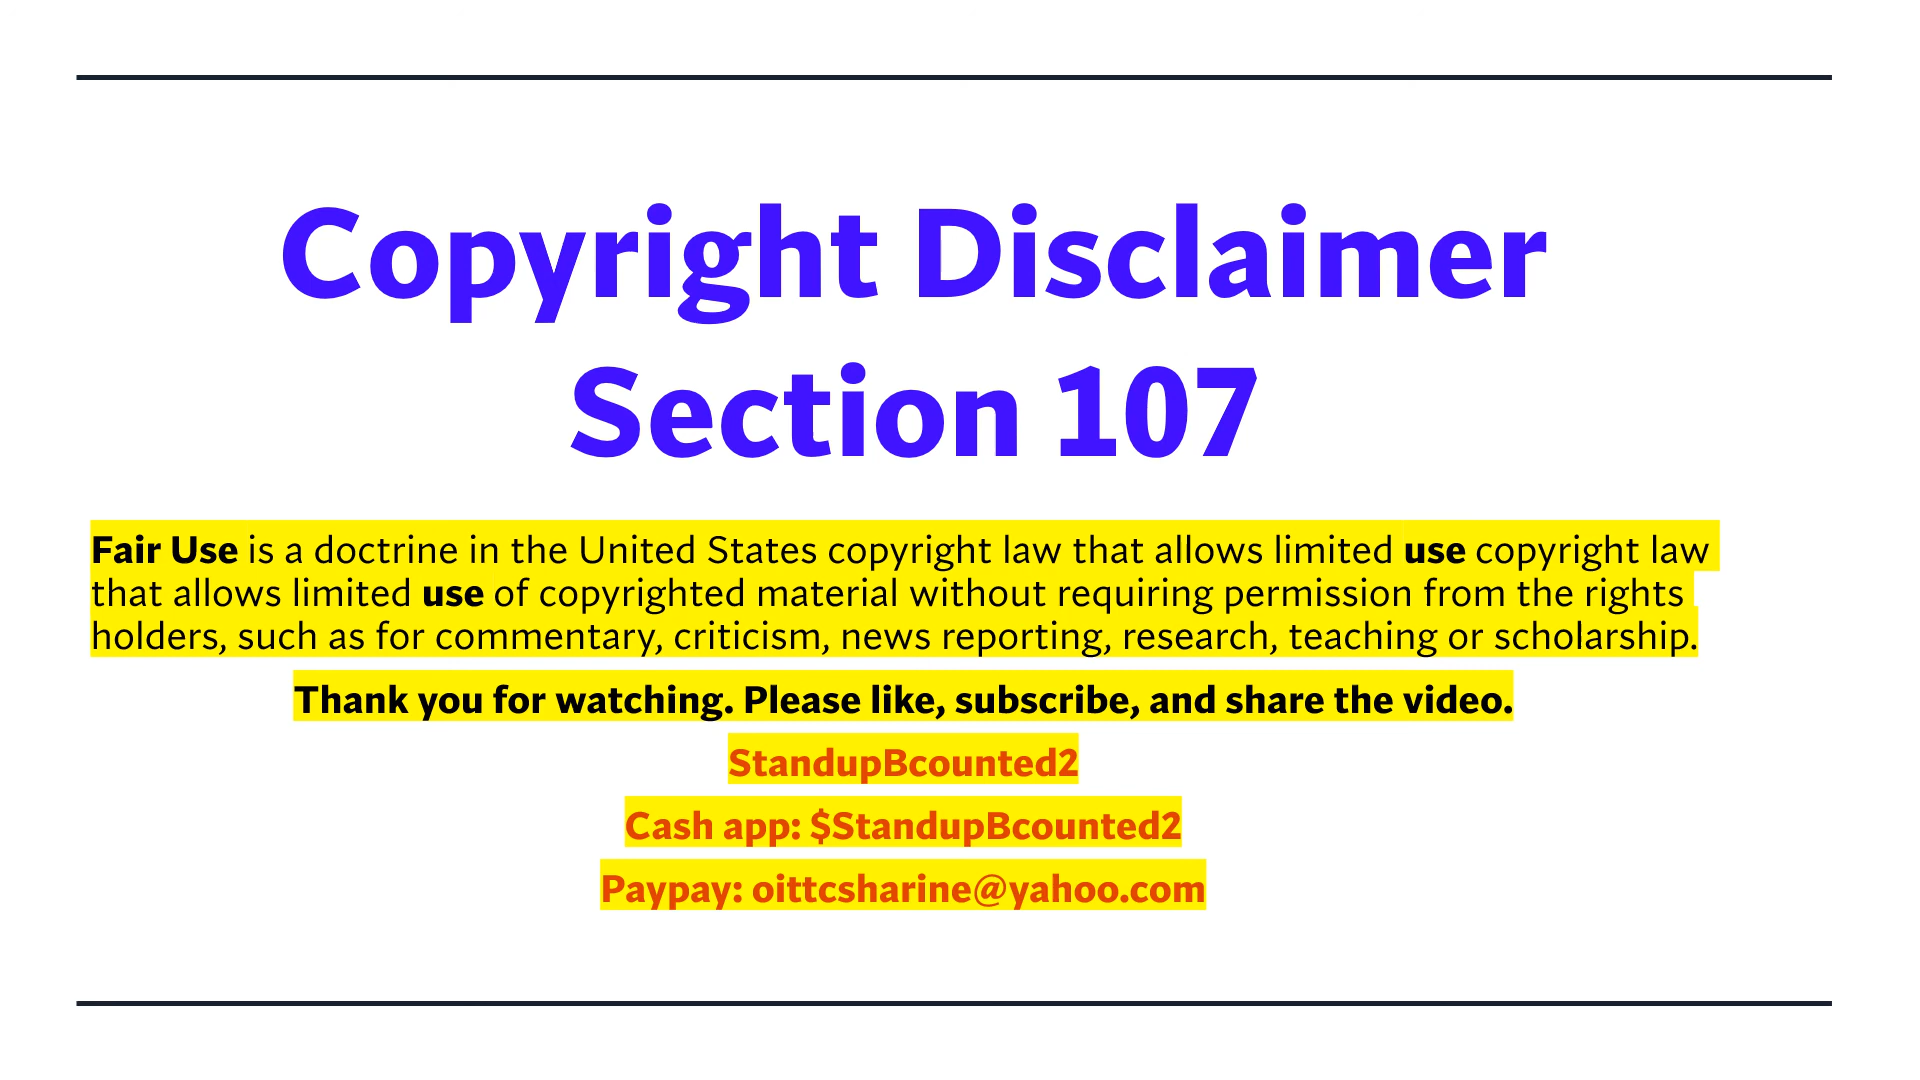 Copyright Disclaimer
Section 107
Fair Use is a doctrine in the United States copyright law that allows limited use copyright law
that allows limited use of copyrighted material without requiring permission from the rights
holders, such as for commentary, criticism, news reporting, research, teaching or scholarship.
Thank you for watching. Please like, subscribe, and share the video.
StandupBcounted2
Cash app: $StandupBcounted2
Paypay: oittcsharine@yahoo.com